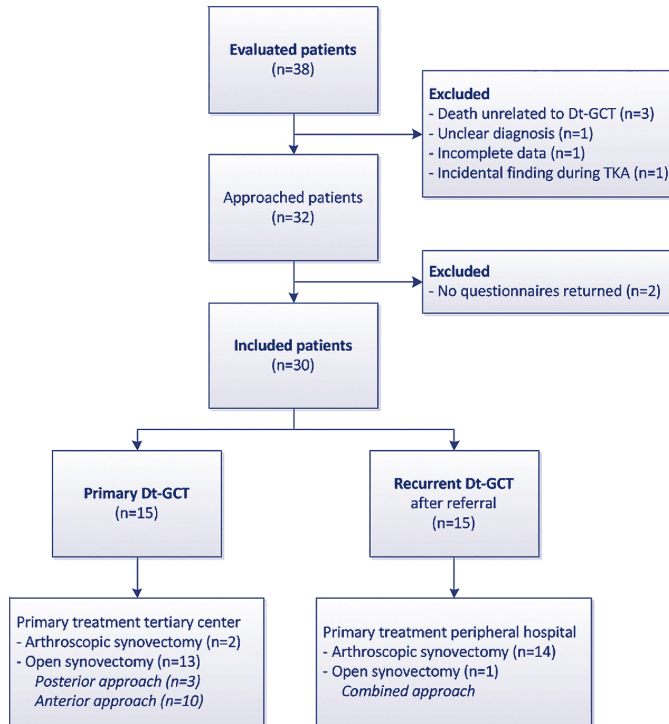 Evaluated patients
(n=38)
Excluded
- Death unrelated to Dt-GCT (n=3)
- Unclear diagnosis (n=1)
- Incomplete data (n=1)
- Incidental finding during TKA (n=1)
Approached patients
(n=32)
Excluded
- No questionnaires returned (n=2)
Included patients
(n=30)
Primary Dt-GCT
(n=15)
Recurrent Dt-GCT
after referral
(n=15)
Primary treatment tertiary center
- Arthroscopic synovectomy (n=2)
- Open synovectomy (n=13)
Posterior approach (n=3)
Anterior approach (n=10)
Primary treatment peripheral hospital
- Arthroscopic synovectomy (n=14)
- Open synovectomy (n=1)
Combined approach